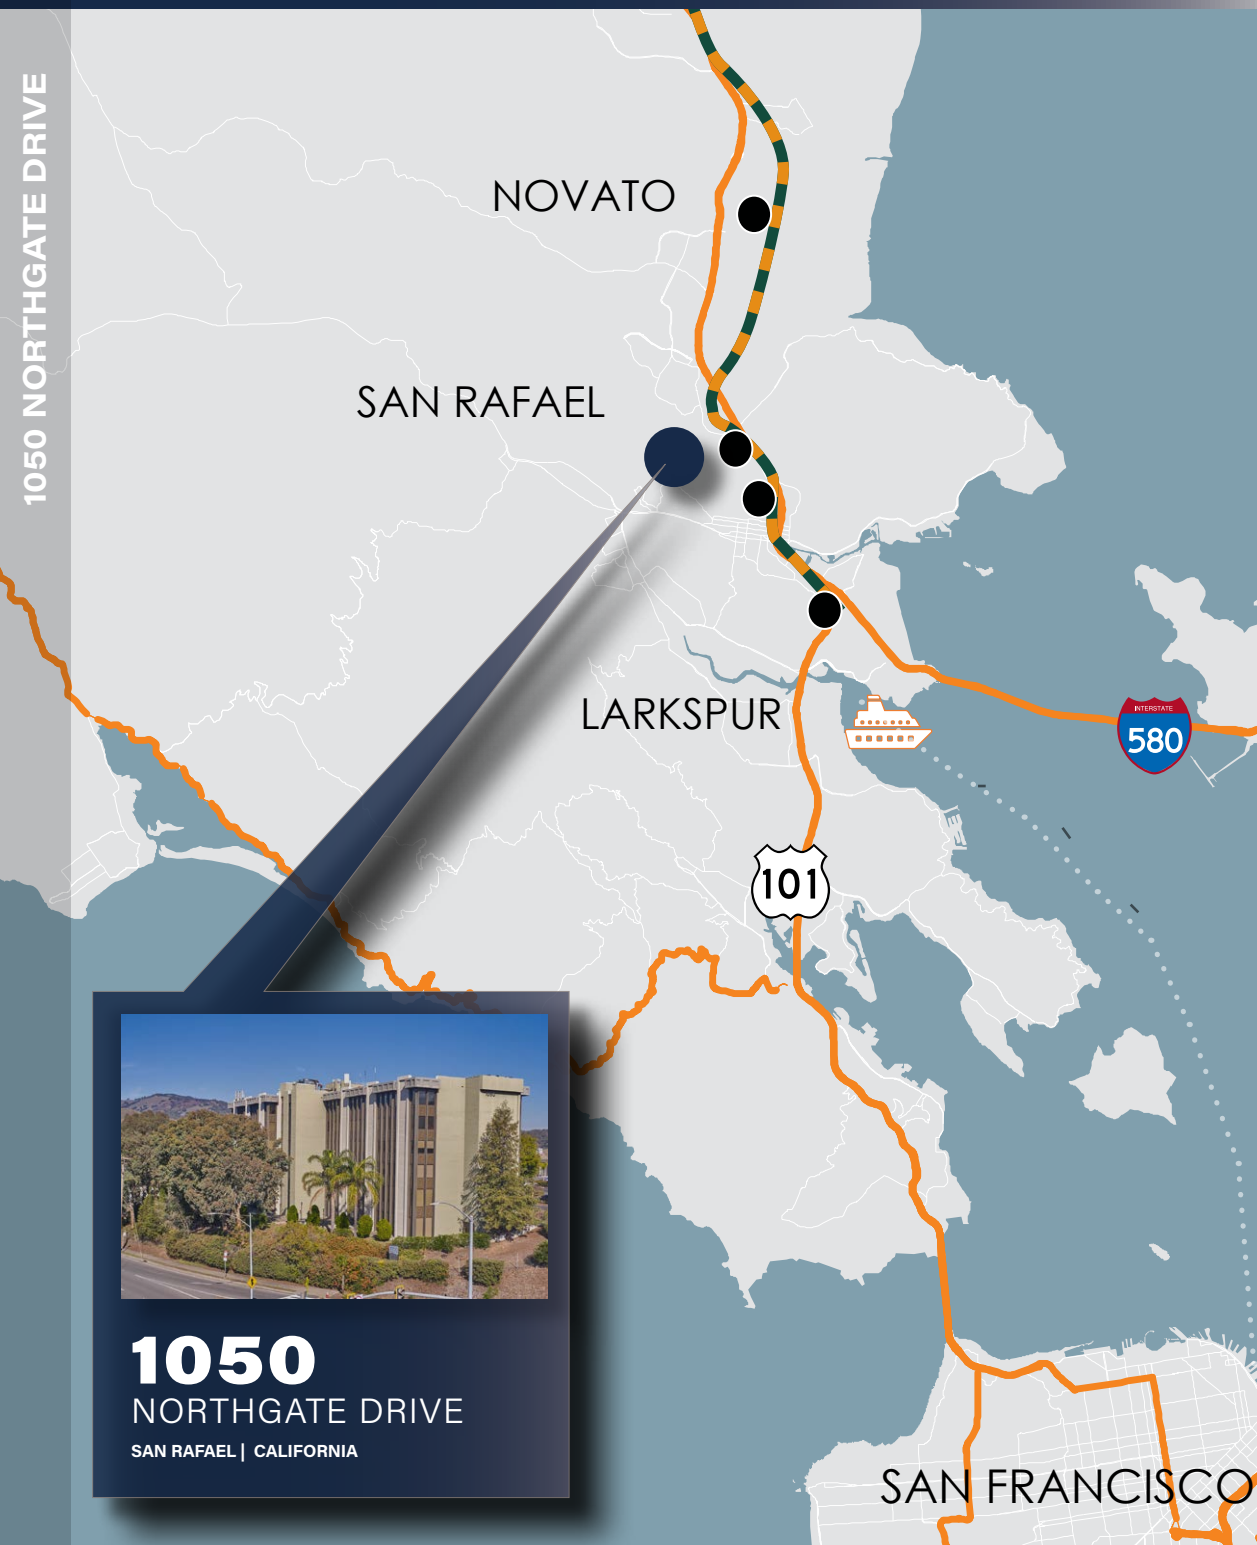 1050 NORTHGATE DRIVE
NOVATO
SAN RAFAEL
LARKSPUR
INTERSTATE
580
101
1050
NORTHGATE DRIVE
SAN RAFAEL | CALIFORNIA
SAN FRANCISCO